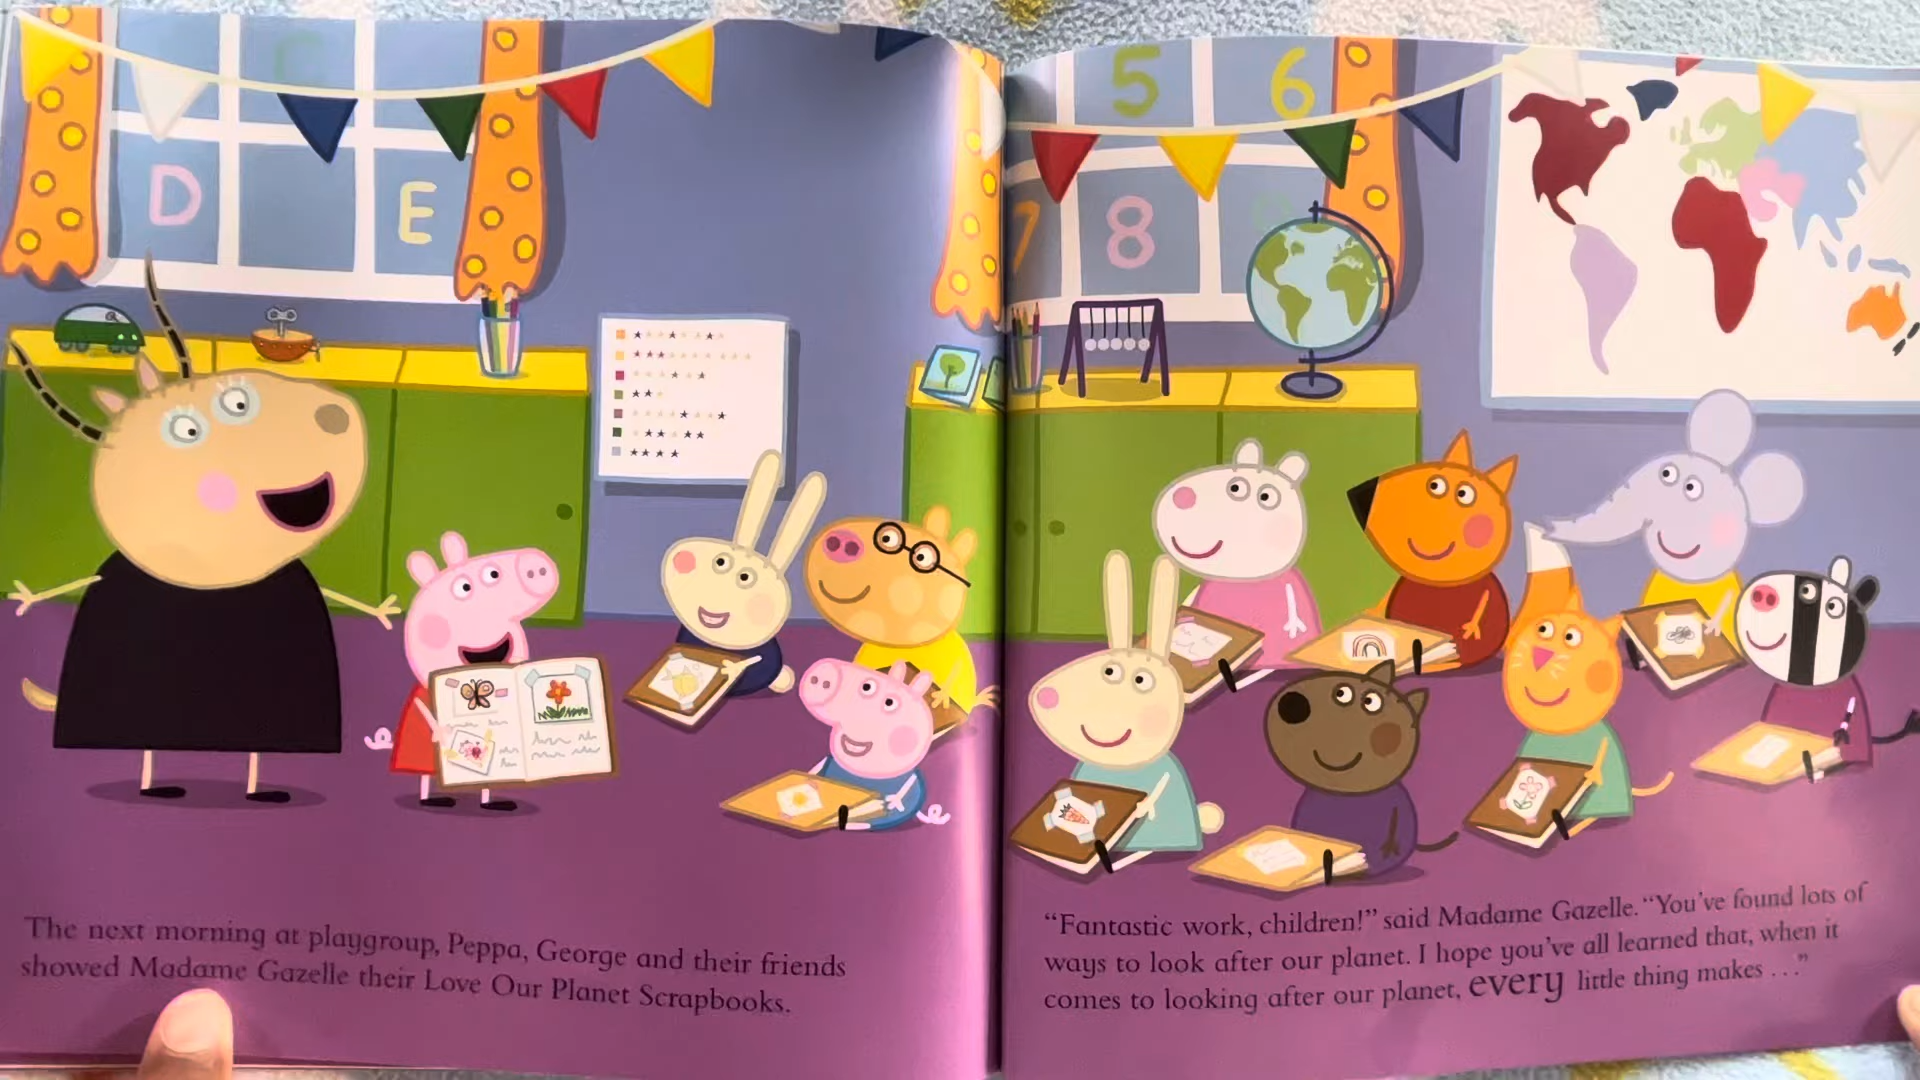 C
D
E
5
6
7
8
9
The next morning at playgroup, Peppa, George and their friends
showed Madame Gazelle their Love Our Planet Scrapbooks.
“Fantastic work, children!” said Madame Gazelle. “You’ve found lots of
ways to look after our planet. I hope you’ve all learned that, when it
comes to looking after our planet, every little thing makes . . .”